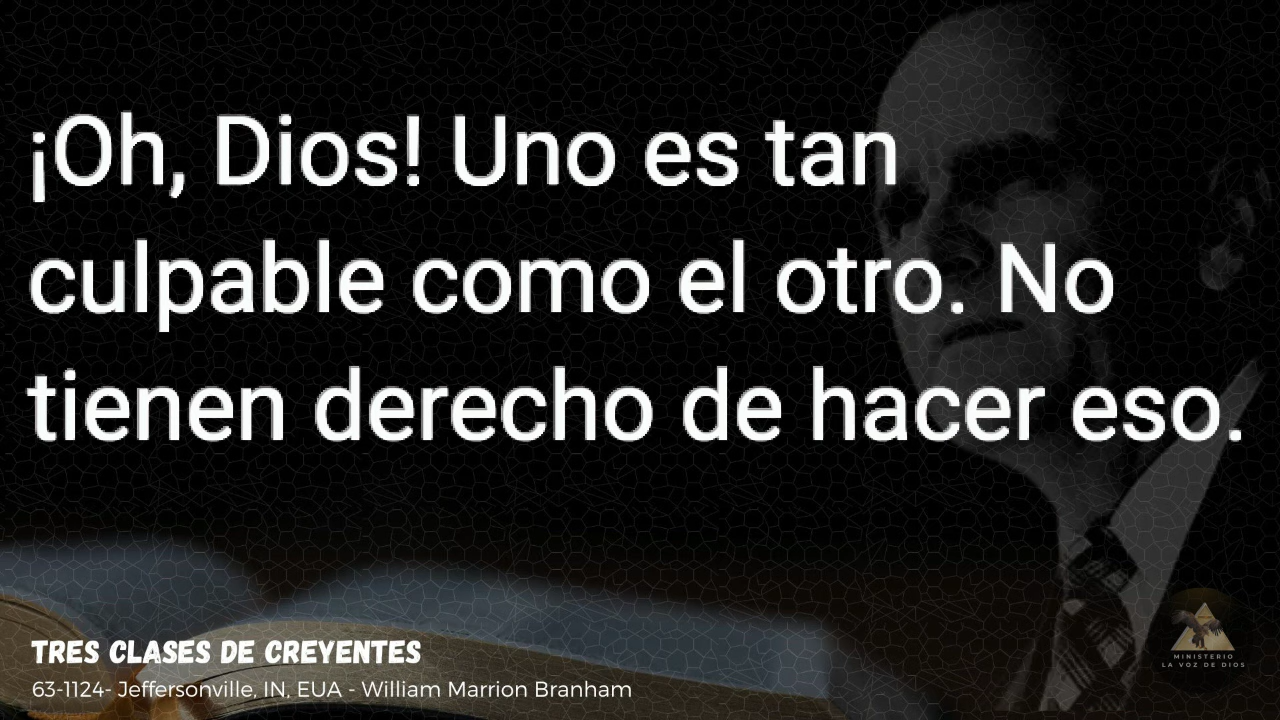 ¡Oh, Dios! Uno es tan
culpable como el otro. No
tienen derecho de hacer eso.
TRES CLASES DE CREYENTES
63-1124- Jeffersonville, IN, EUA - William Marrion Branham
MINISTERIO
LA VOZ DE DIOS